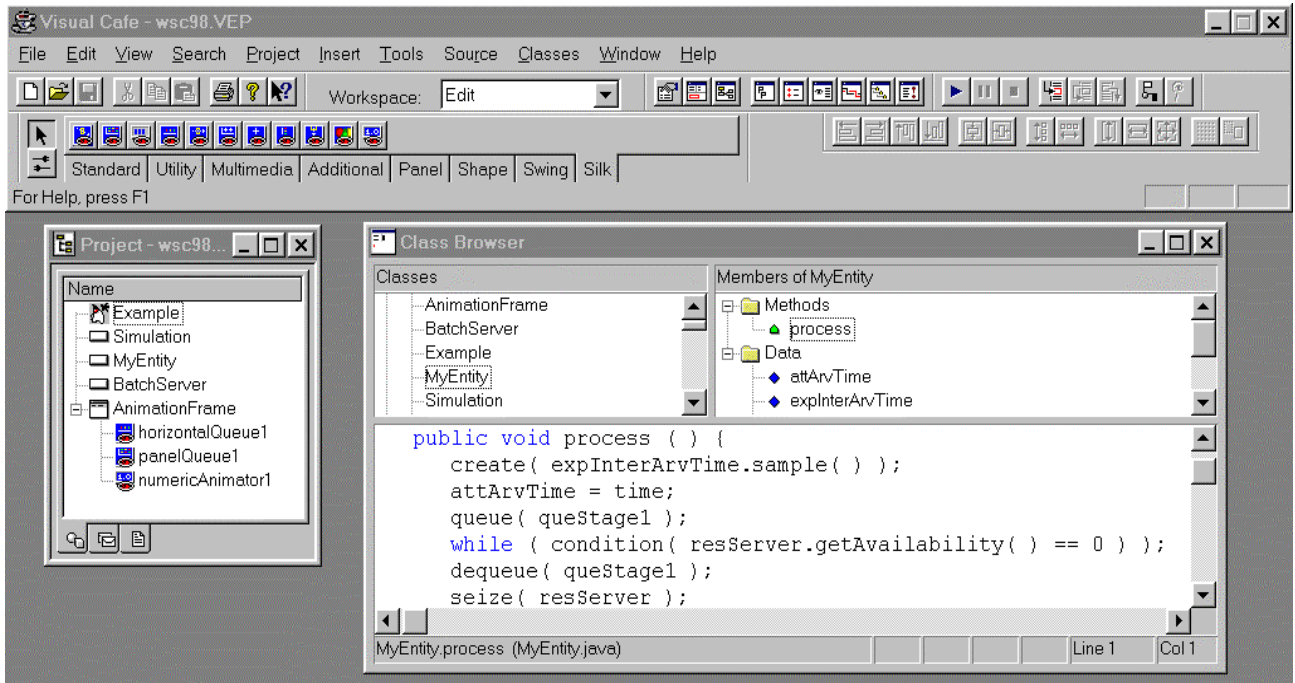 Visual Cafe - wsc98.VEP
File Edit View Search Project Insert Tools Source Classes Window Help
Workspace: Edit
Standard Utility Multimedia Additional Panel Shape Swing Silk
For Help, press F1
Project - wsc98...
Name
Example
Simulation
MyEntity
BatchServer
AnimationFrame
horizontalQueue1
panelQueue1
numericAnimator1
Class Browser
Classes
AnimationFrame
BatchServer
Example
MyEntity
Simulation
Members of MyEntity
Methods
process
Data
attArvTime
expInterArvTime
public void process ( ) {
create( expInterArvTime.sample( ) );
attArvTime = time;
queue( queStage1 );
while ( condition( resServer.getAvailability( ) == 0 ) );
dequeue( queStage1 );
seize( resServer );
MyEntity.process (MyEntity.java)
Line 1 Col 1